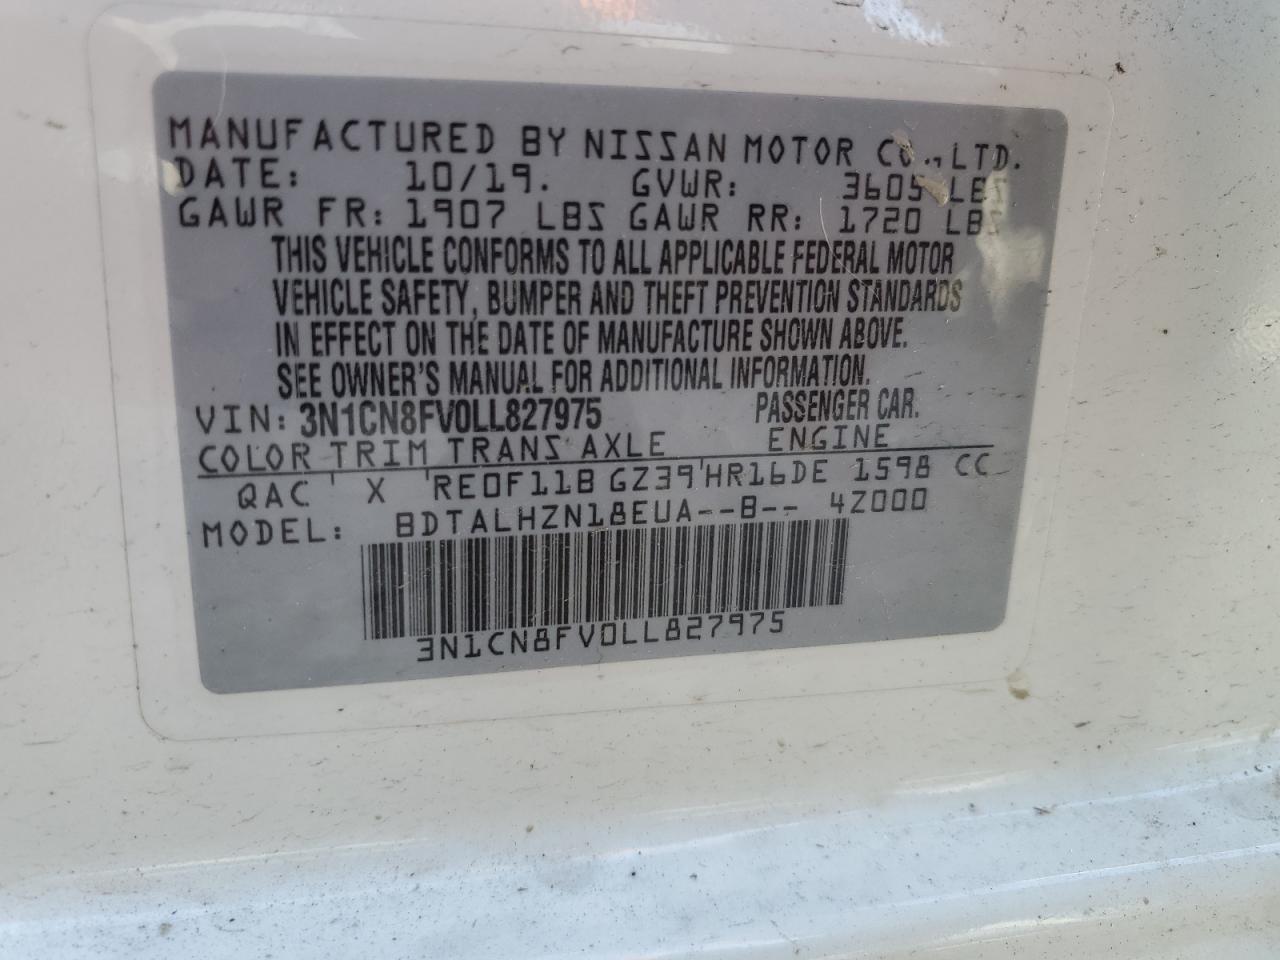 MANUFACTURED BY NISSAN MOTOR CO., LTD.
DATE: 10/19. GVWR: 3605 LBS
GAWR FR: 1907 LBS GAWR RR: 1720 LBS
THIS VEHICLE CONFORMS TO ALL APPLICABLE FEDERAL MOTOR
VEHICLE SAFETY, BUMPER AND THEFT PREVENTION STANDARDS
IN EFFECT ON THE DATE OF MANUFACTURE SHOWN ABOVE.
SEE OWNER'S MANUAL FOR ADDITIONAL INFORMATION.
VIN: 3N1CN8FV0LL827975 PASSENGER CAR.
COLOR TRIM TRANS AXLE ENGINE
QAC X RE0F11B GZ39 HR16DE 1598 CC
MODEL: BDTALHZN18EUA--B-- 4Z000
3N1CN8FV0LL827975